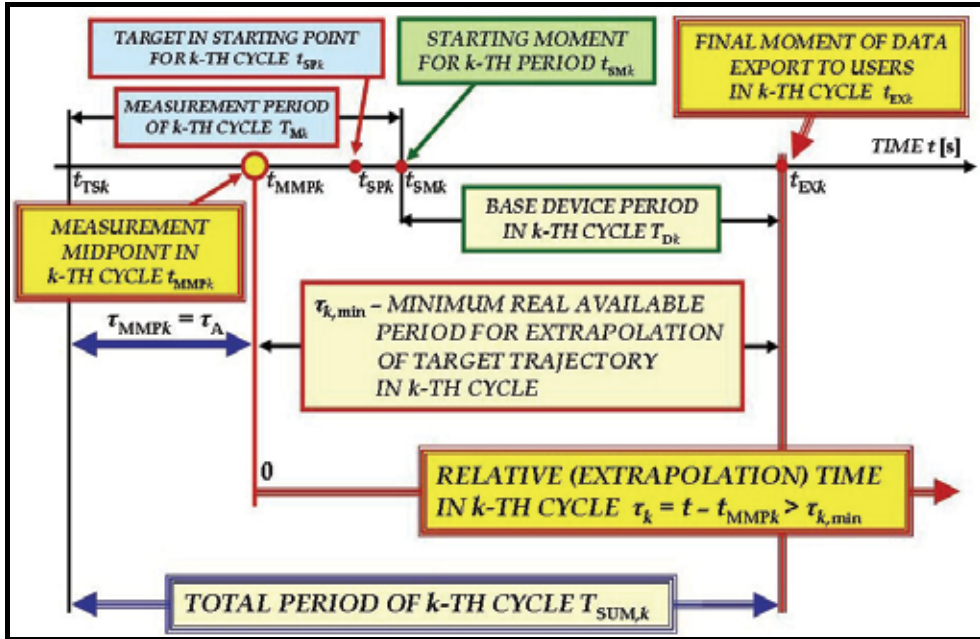 TARGET IN STARTING POINT
FOR k-TH CYCLE t_SPk
STARTING MOMENT
FOR k-TH PERIOD t_SMk
FINAL MOMENT OF DATA
EXPORT TO USERS
IN k-TH CYCLE t_EXk
MEASUREMENT PERIOD
OF k-TH CYCLE T_Mk
TIME t [s]
t_TSk
t_MMPk
t_SPk
t_SMk
t_EXk
MEASUREMENT
MIDPOINT IN
k-TH CYCLE t_MMPk
BASE DEVICE PERIOD
IN k-TH CYCLE T_Dk
τ_MMPk = τ_A
τ_k,min – MINIMUM REAL AVAILABLE
PERIOD FOR EXTRAPOLATION
OF TARGET TRAJECTORY
IN k-TH CYCLE
0
RELATIVE (EXTRAPOLATION) TIME
IN k-TH CYCLE τ_k = t – t_MMPk > τ_k,min
TOTAL PERIOD OF k-TH CYCLE T_SUM,k